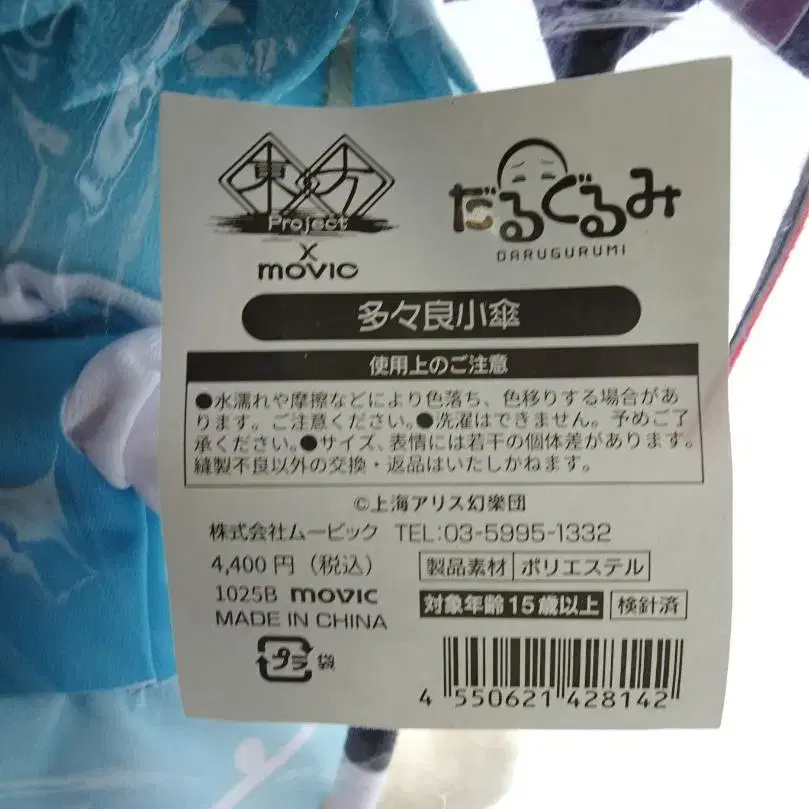 東方
Project
×
movic
だるぐるみ
DARUGURUMI
多々良小傘
使用上のご注意
●水濡れや摩擦などにより色落ち、色移りする場合があ
ります。ご注意ください。●洗濯はできません。予めご了
承ください。●サイズ、表情には若干の個体差があります。
縫製不良以外の交換・返品はいたしかねます。
©上海アリス幻樂団
株式会社ムービック TEL:03-5995-1332
4,400円（税込） 製品素材 ポリエステル
1025B movic 対象年齢15歳以上 検針済
MADE IN CHINA
プラ 袋
4 550621 428142